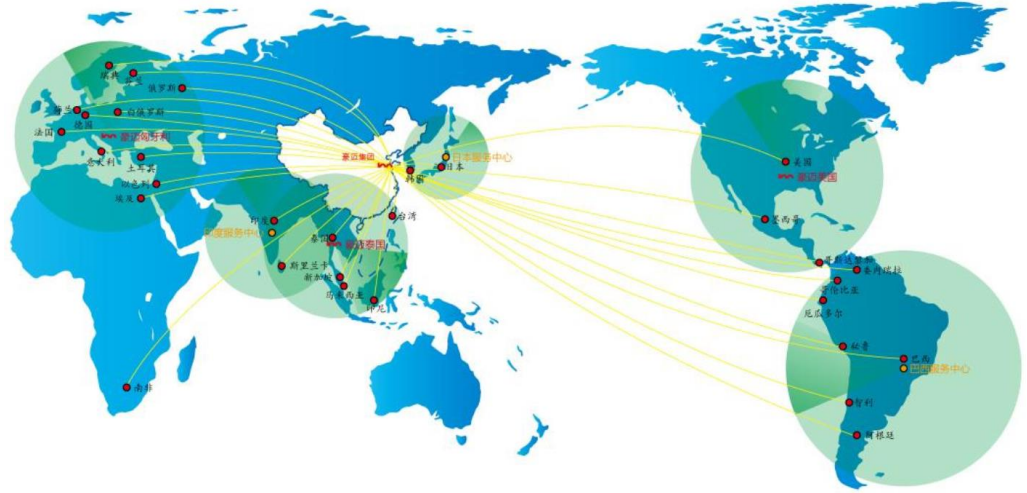 瑞典
芬兰
俄罗斯
荷兰
德国
白俄罗斯
法国
豪迈匈牙利
意大利
土耳其
以色列
埃及
豪迈集团
韩国
日本
日本服务中心
台湾
印度
印度服务中心
泰国
豪迈泰国
斯里兰卡
新加坡
马来西亚
印尼
南非
美国
豪迈美国
墨西哥
哥斯达黎加
委内瑞拉
哥伦比亚
厄瓜多尔
秘鲁
巴西
巴西服务中心
智利
阿根廷